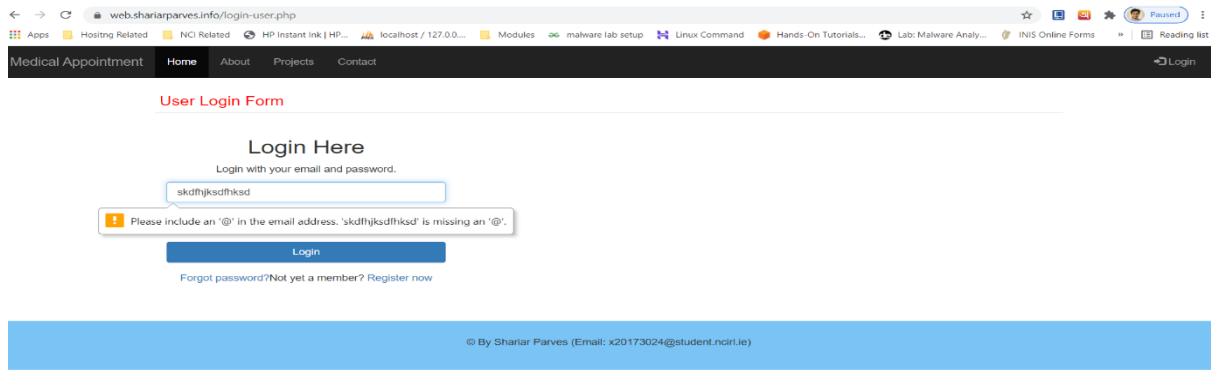 web.shariarparves.info/login-user.php Paused
Apps Hositng Related NCI Related HP Instant Ink | HP... localhost / 127.0.0.... Modules malware lab setup Linux Command Hands-On Tutorials... Lab: Malware Analy... INIS Online Forms » Reading list
Medical Appointment Home About Projects Contact Login
User Login Form
Login Here
Login with your email and password.
skdfhjksdfhksd
Please include an '@' in the email address. 'skdfhjksdfhksd' is missing an '@'.
Login
Forgot password?Not yet a member? Register now
© By Shariar Parves (Email: x20173024@student.ncirl.ie)